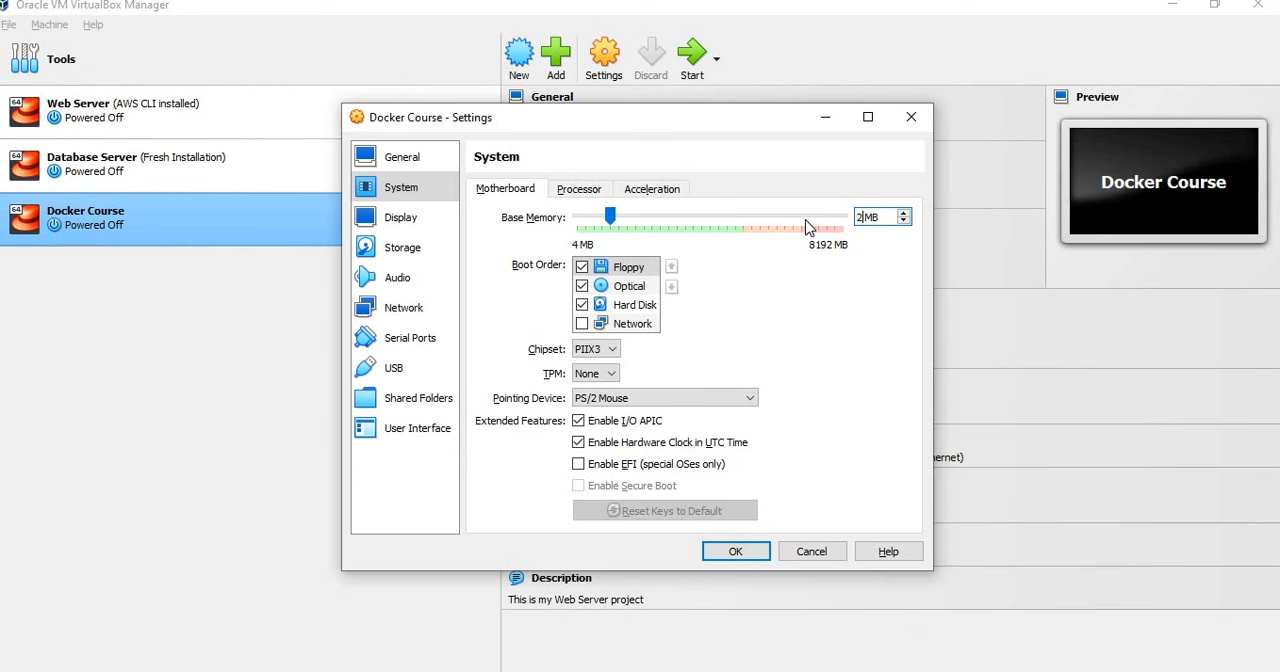 Oracle VM VirtualBox Manager
File Machine Help
Tools
New Add Settings Discard Start
64 Web Server (AWS CLI installed)
Powered Off
64 Database Server (Fresh Installation)
Powered Off
64 Docker Course
Powered Off
General
Preview
Docker Course
Docker Course - Settings
General
System
Display
Storage
Audio
Network
Serial Ports
USB
Shared Folders
User Interface
System
Motherboard Processor Acceleration
Base Memory: 2 MB
4 MB 8192 MB
Boot Order: Floppy
Optical
Hard Disk
Network
Chipset: PIIX3
TPM: None
Pointing Device: PS/2 Mouse
Extended Features: Enable I/O APIC
Enable Hardware Clock in UTC Time
Enable EFI (special OSes only)
Enable Secure Boot
Reset Keys to Default
OK Cancel Help
ernet)
Description
This is my Web Server project